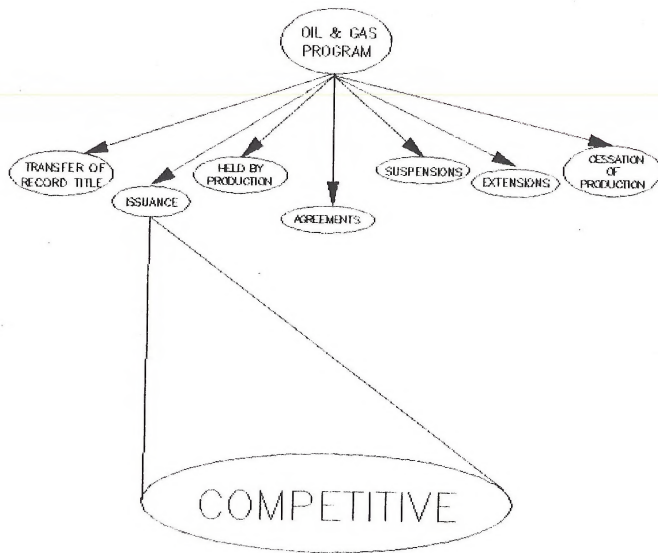 OIL & GAS
PROGRAM
TRANSFER OF
RECORD TITLE
ISSUANCE
HELD BY
PRODUCTION
AGREEMENTS
SUSPENSIONS
EXTENSIONS
CESSATION
OF
PRODUCTION
COMPETITIVE